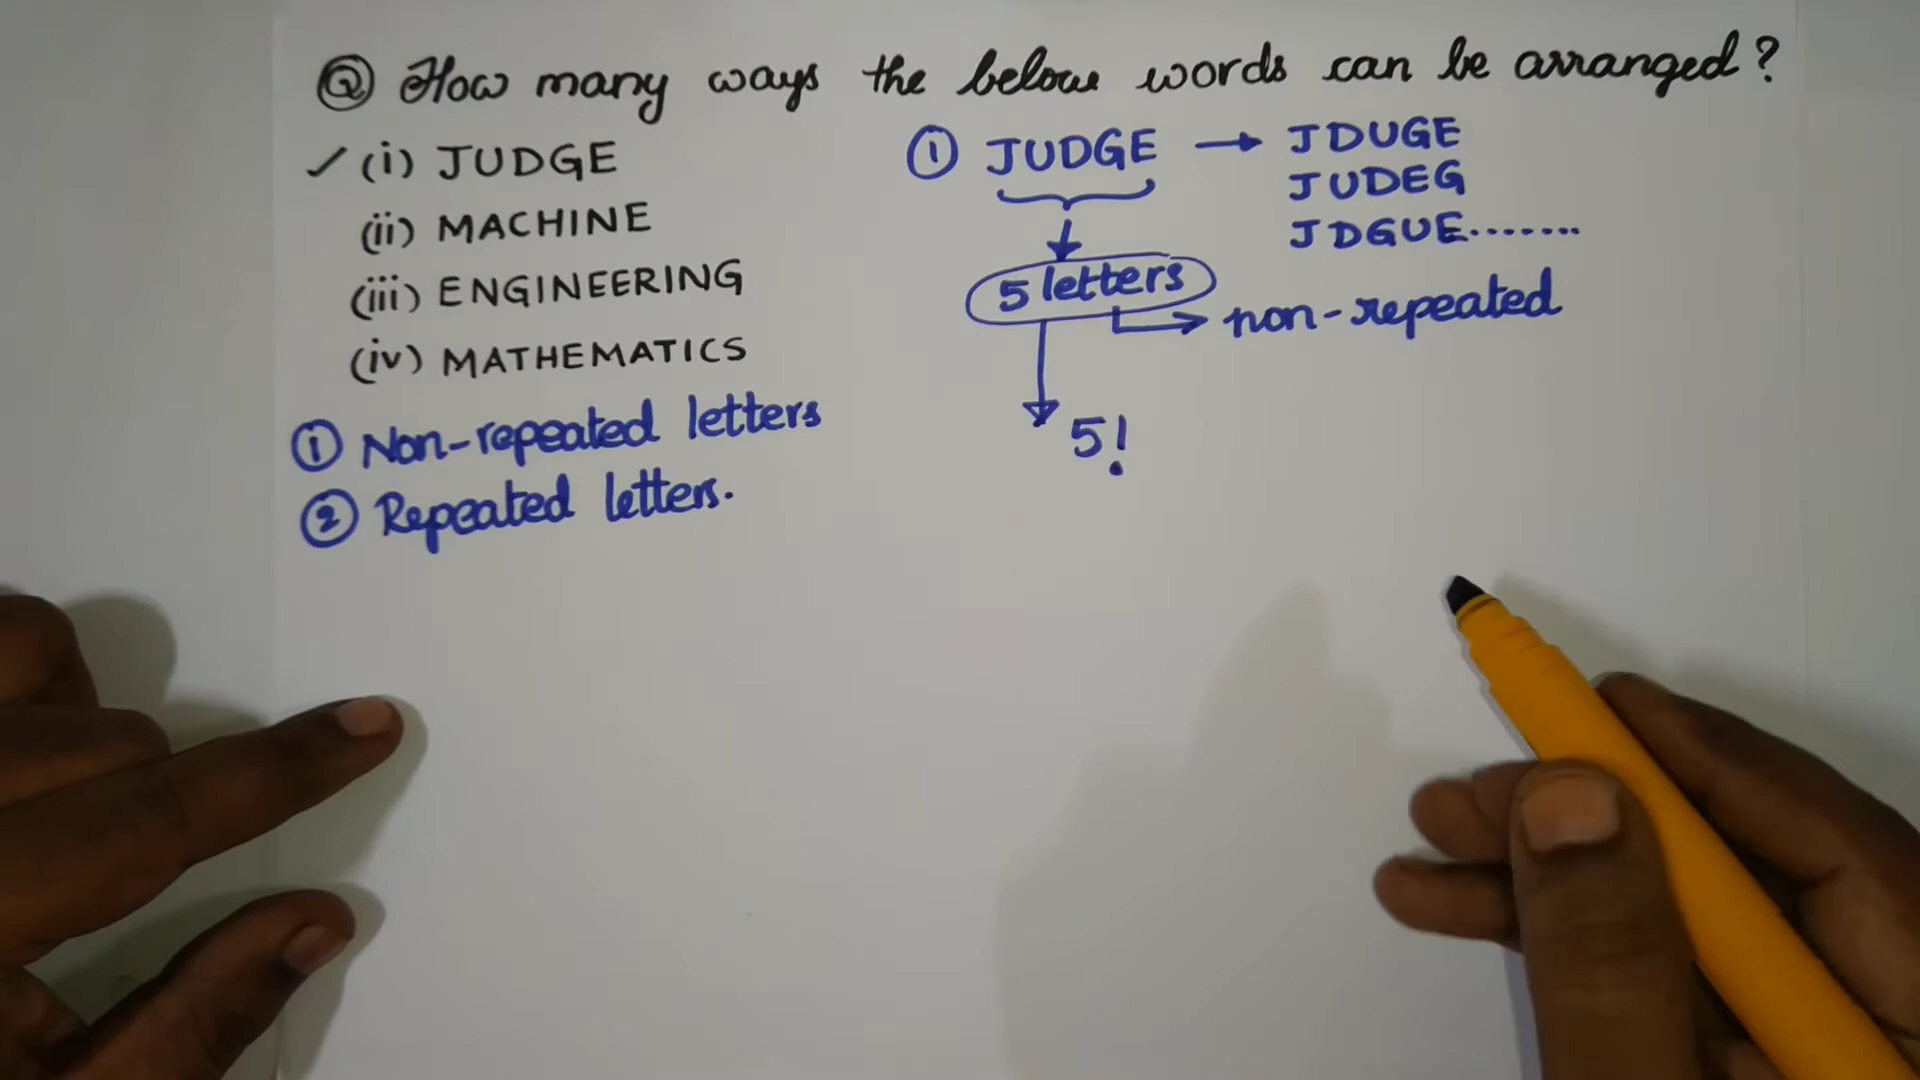 Q How many ways the below words can be arranged?
(i) JUDGE
(ii) MACHINE
(iii) ENGINEERING
(iv) MATHEMATICS
1 Non-repeated letters
2 Repeated letters.
1 JUDGE → JDUGE
JUDEG
JDGUE.......
5 letters
non-repeated
5!